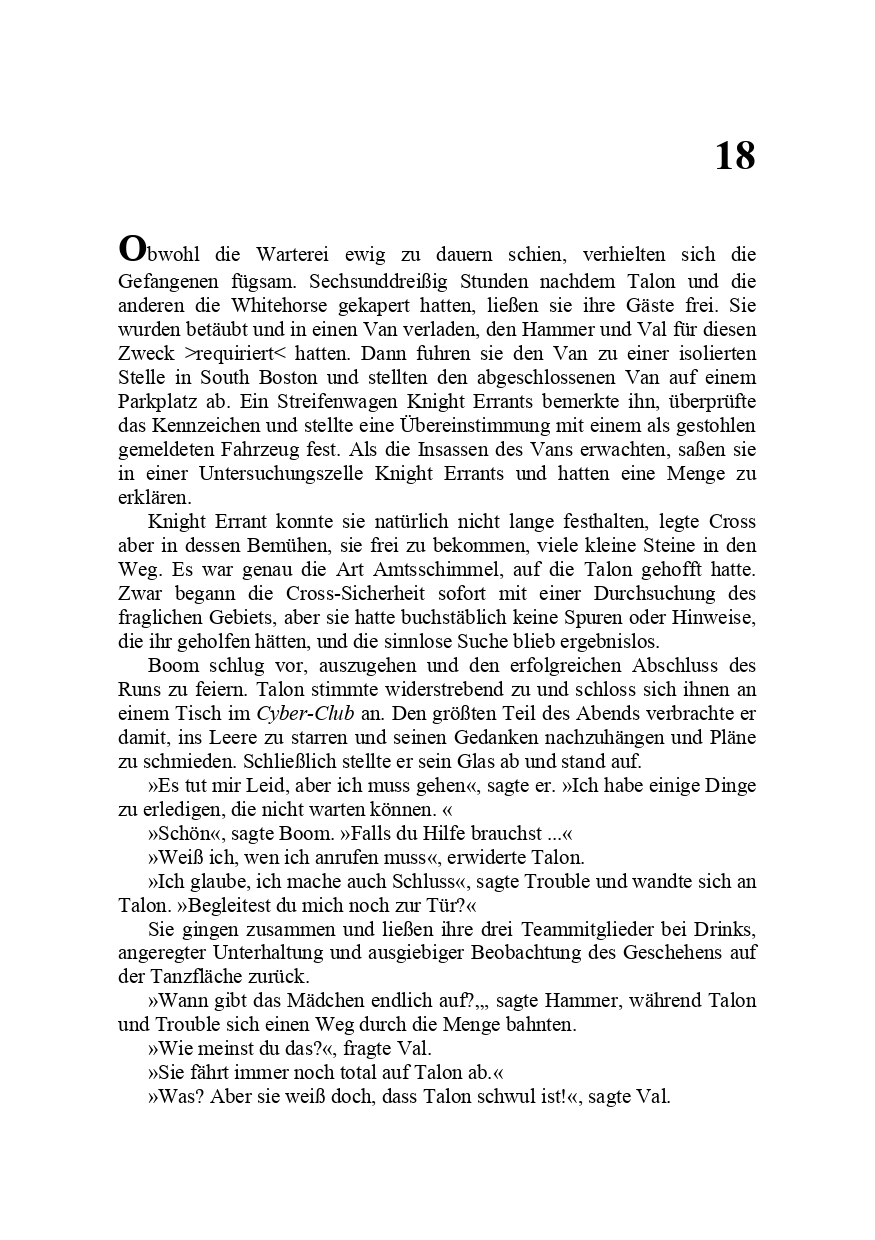 18
Obwohl die Warterei ewig zu dauern schien, verhielten sich die
Gefangenen fügsam. Sechsunddreißig Stunden nachdem Talon und die
anderen die Whitehorse gekapert hatten, ließen sie ihre Gäste frei. Sie
wurden betäubt und in einen Van verladen, den Hammer und Val für diesen
Zweck >requiriert< hatten. Dann fuhren sie den Van zu einer isolierten
Stelle in South Boston und stellten den abgeschlossenen Van auf einem
Parkplatz ab. Ein Streifenwagen Knight Errants bemerkte ihn, überprüfte
das Kennzeichen und stellte eine Übereinstimmung mit einem als gestohlen
gemeldeten Fahrzeug fest. Als die Insassen des Vans erwachten, saßen sie
in einer Untersuchungszelle Knight Errants und hatten eine Menge zu
erklären.
Knight Errant konnte sie natürlich nicht lange festhalten, legte Cross
aber in dessen Bemühen, sie frei zu bekommen, viele kleine Steine in den
Weg. Es war genau die Art Amtsschimmel, auf die Talon gehofft hatte.
Zwar begann die Cross-Sicherheit sofort mit einer Durchsuchung des
fraglichen Gebiets, aber sie hatte buchstäblich keine Spuren oder Hinweise,
die ihr geholfen hätten, und die sinnlose Suche blieb ergebnislos.
Boom schlug vor, auszugehen und den erfolgreichen Abschluss des
Runs zu feiern. Talon stimmte widerstrebend zu und schloss sich ihnen an
einem Tisch im Cyber-Club an. Den größten Teil des Abends verbrachte er
damit, ins Leere zu starren und seinen Gedanken nachzuhängen und Pläne
zu schmieden. Schließlich stellte er sein Glas ab und stand auf.
»Es tut mir Leid, aber ich muss gehen«, sagte er. »Ich habe einige Dinge
zu erledigen, die nicht warten können. «
»Schön«, sagte Boom. »Falls du Hilfe brauchst ...«
»Weiß ich, wen ich anrufen muss«, erwiderte Talon.
»Ich glaube, ich mache auch Schluss«, sagte Trouble und wandte sich an
Talon. »Begleitest du mich noch zur Tür?«
Sie gingen zusammen und ließen ihre drei Teammitglieder bei Drinks,
angeregter Unterhaltung und ausgiebiger Beobachtung des Geschehens auf
der Tanzfläche zurück.
»Wann gibt das Mädchen endlich auf?,„ sagte Hammer, während Talon
und Trouble sich einen Weg durch die Menge bahnten.
»Wie meinst du das?«, fragte Val.
»Sie fährt immer noch total auf Talon ab.«
»Was? Aber sie weiß doch, dass Talon schwul ist!«, sagte Val.